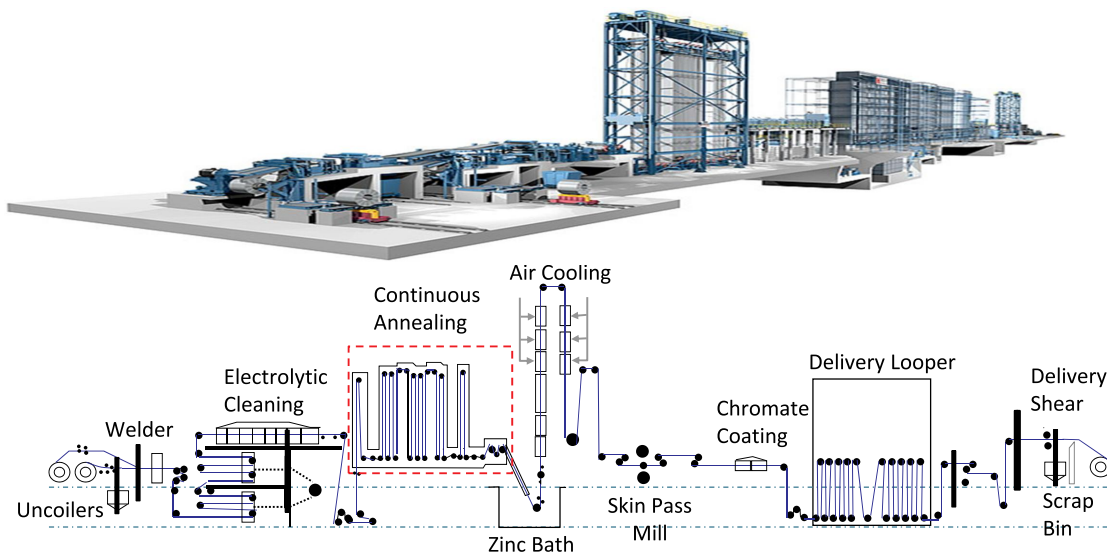 Air Cooling
Continuous
Annealing
Electrolytic
Cleaning
Welder
Uncoilers
Zinc Bath
Skin Pass
Mill
Chromate
Coating
Delivery Looper
Delivery
Shear
Scrap
Bin